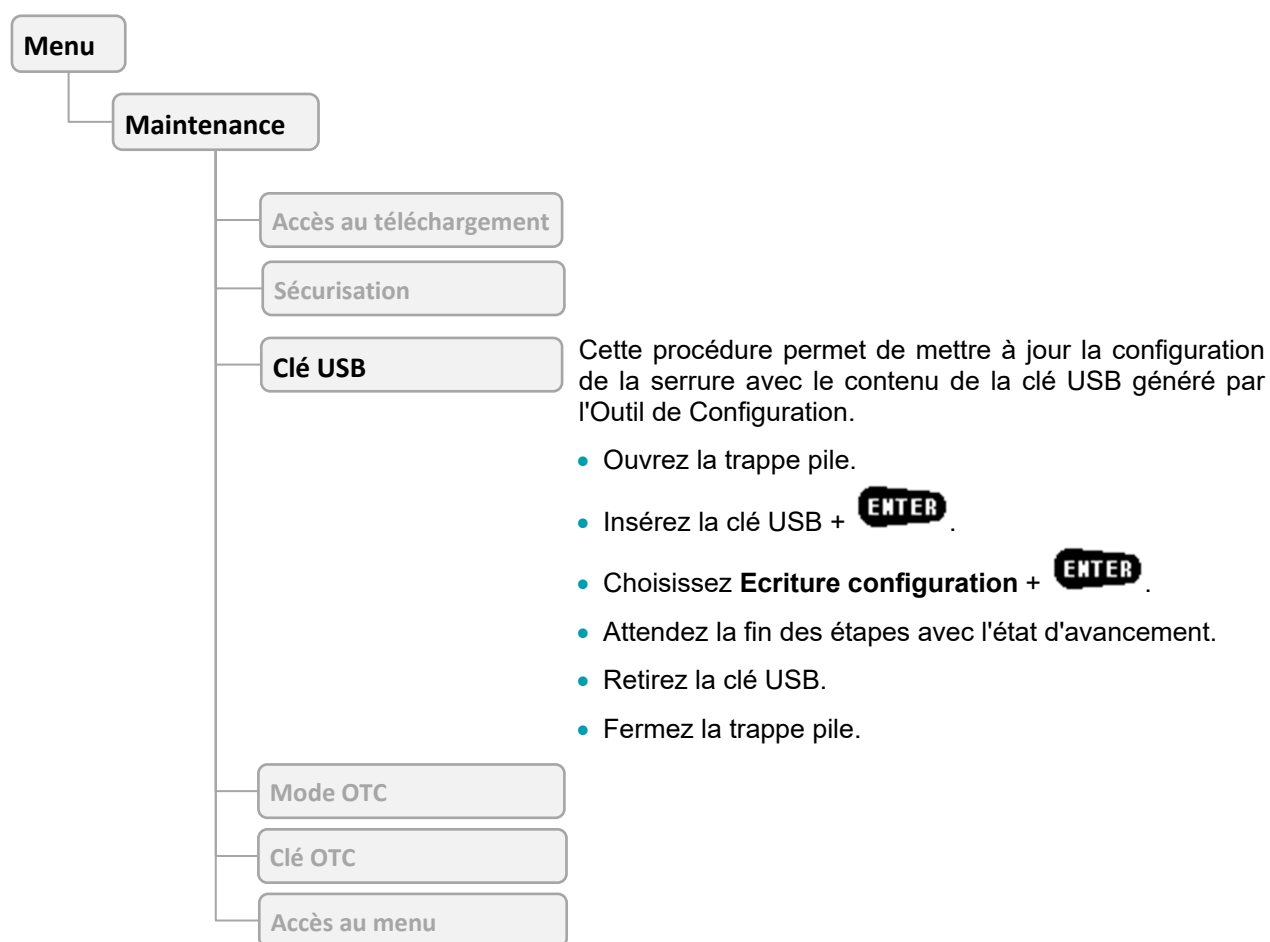 Menu
Maintenance
Accès au téléchargement
Sécurisation
Clé USB
Cette procédure permet de mettre à jour la configuration
de la serrure avec le contenu de la clé USB généré par
l'Outil de Configuration.
• Ouvrez la trappe pile.
• Insérez la clé USB + ENTER.
• Choisissez Ecriture configuration + ENTER.
• Attendez la fin des étapes avec l'état d'avancement.
• Retirez la clé USB.
• Fermez la trappe pile.
Mode OTC
Clé OTC
Accès au menu